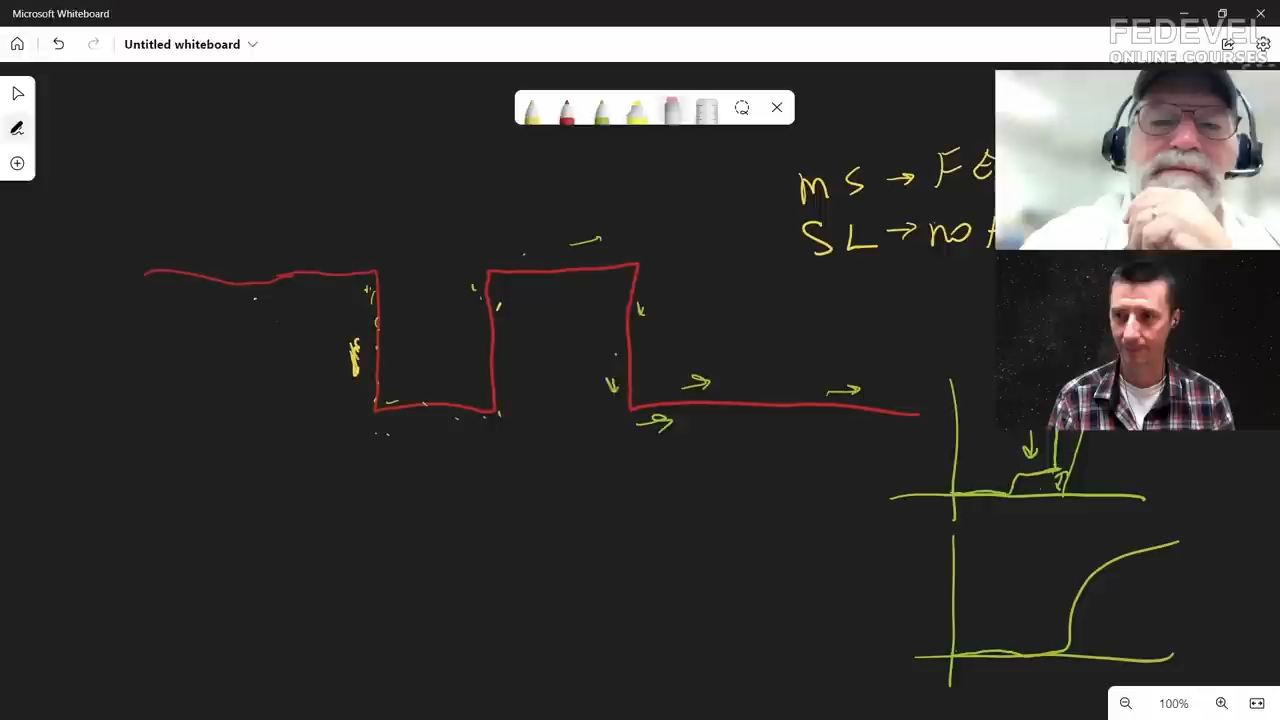 Microsoft Whiteboard
Untitled whiteboard
FEDEVEL
ONLINE COURSES
MS → FE
SL → no
100%